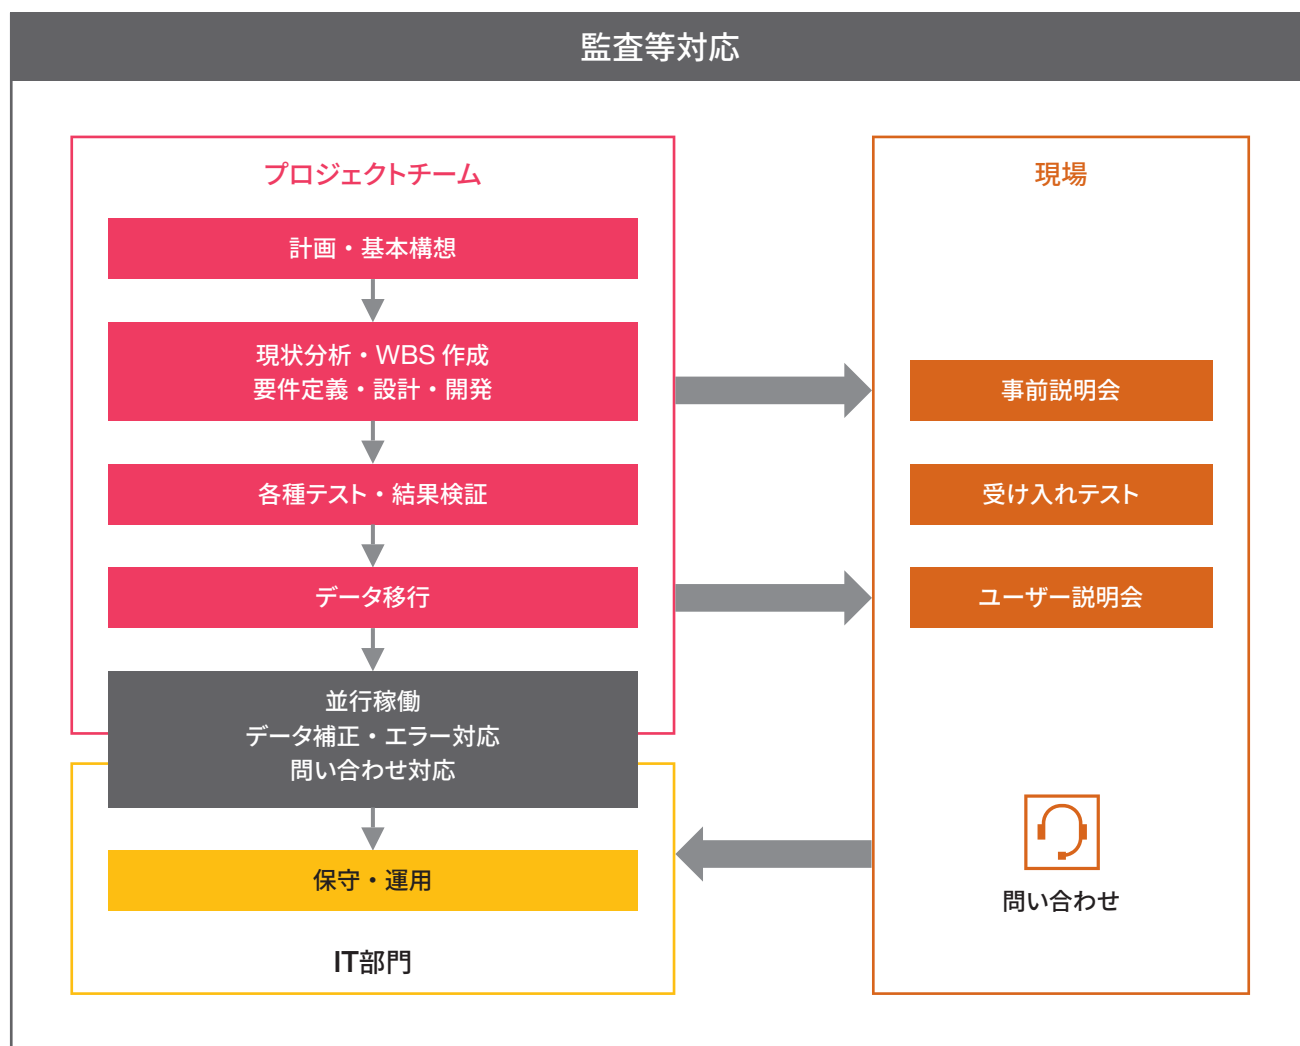 監査等対応
プロジェクトチーム
計画・基本構想
現状分析・WBS 作成
要件定義・設計・開発
各種テスト・結果検証
データ移行
並行稼働
データ補正・エラー対応
問い合わせ対応
保守・運用
IT部門
現場
事前説明会
受け入れテスト
ユーザー説明会
問い合わせ